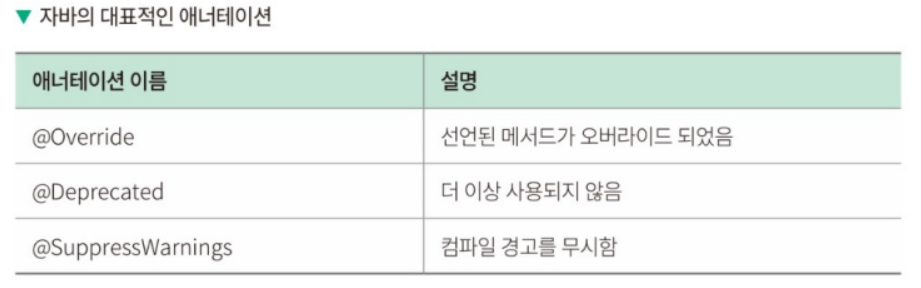 ▼ 자바의 대표적인 애너테이션
애너테이션 이름 설명
@Override 선언된 메서드가 오버라이드 되었음
@Deprecated 더 이상 사용되지 않음
@SuppressWarnings 컴파일 경고를 무시함